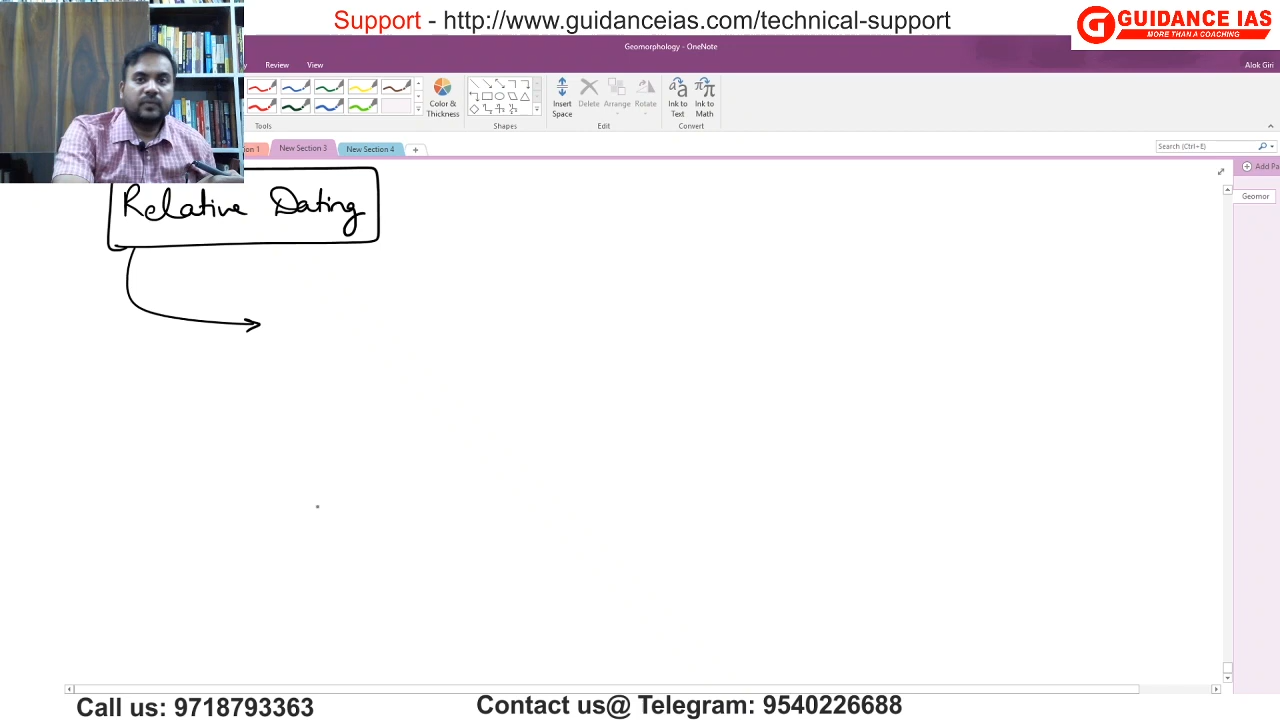 Support - http://www.guidanceias.com/technical-support
GUIDANCE IAS
MORE THAN A COACHING
Geomorphology - OneNote
Review View
Alok Giri
Color & Thickness
Insert Space
Delete
Arrange
Rotate
Ink to Text
Ink to Math
Tools
Shapes
Edit
Convert
New Section 3
New Section 4
Search (Ctrl+E)
Add Pa
Geomor
Relative Dating
Call us: 9718793363
Contact us@ Telegram: 9540226688